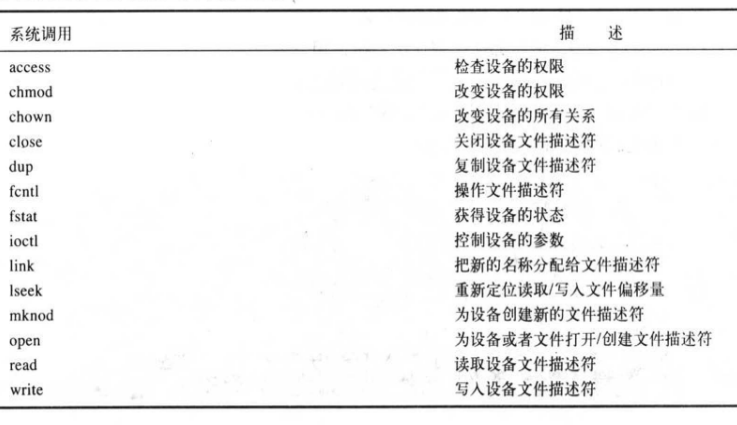 系统调用 描 述
access 检查设备的权限
chmod 改变设备的权限
chown 改变设备的所有关系
close 关闭设备文件描述符
dup 复制设备文件描述符
fcntl 操作文件描述符
fstat 获得设备的状态
ioctl 控制设备的参数
link 把新的名称分配给文件描述符
lseek 重新定位读取/写入文件偏移量
mknod 为设备创建新的文件描述符
open 为设备或者文件打开/创建文件描述符
read 读取设备文件描述符
write 写入设备文件描述符